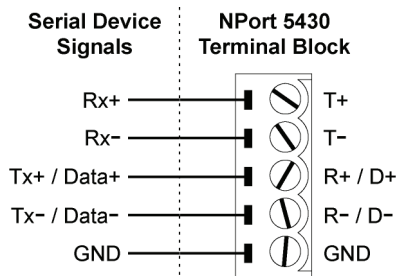 Serial Device Signals
NPort 5430 Terminal Block
Rx+ T+
Rx− T−
Tx+ / Data+ R+ / D+
Tx− / Data− R− / D−
GND GND